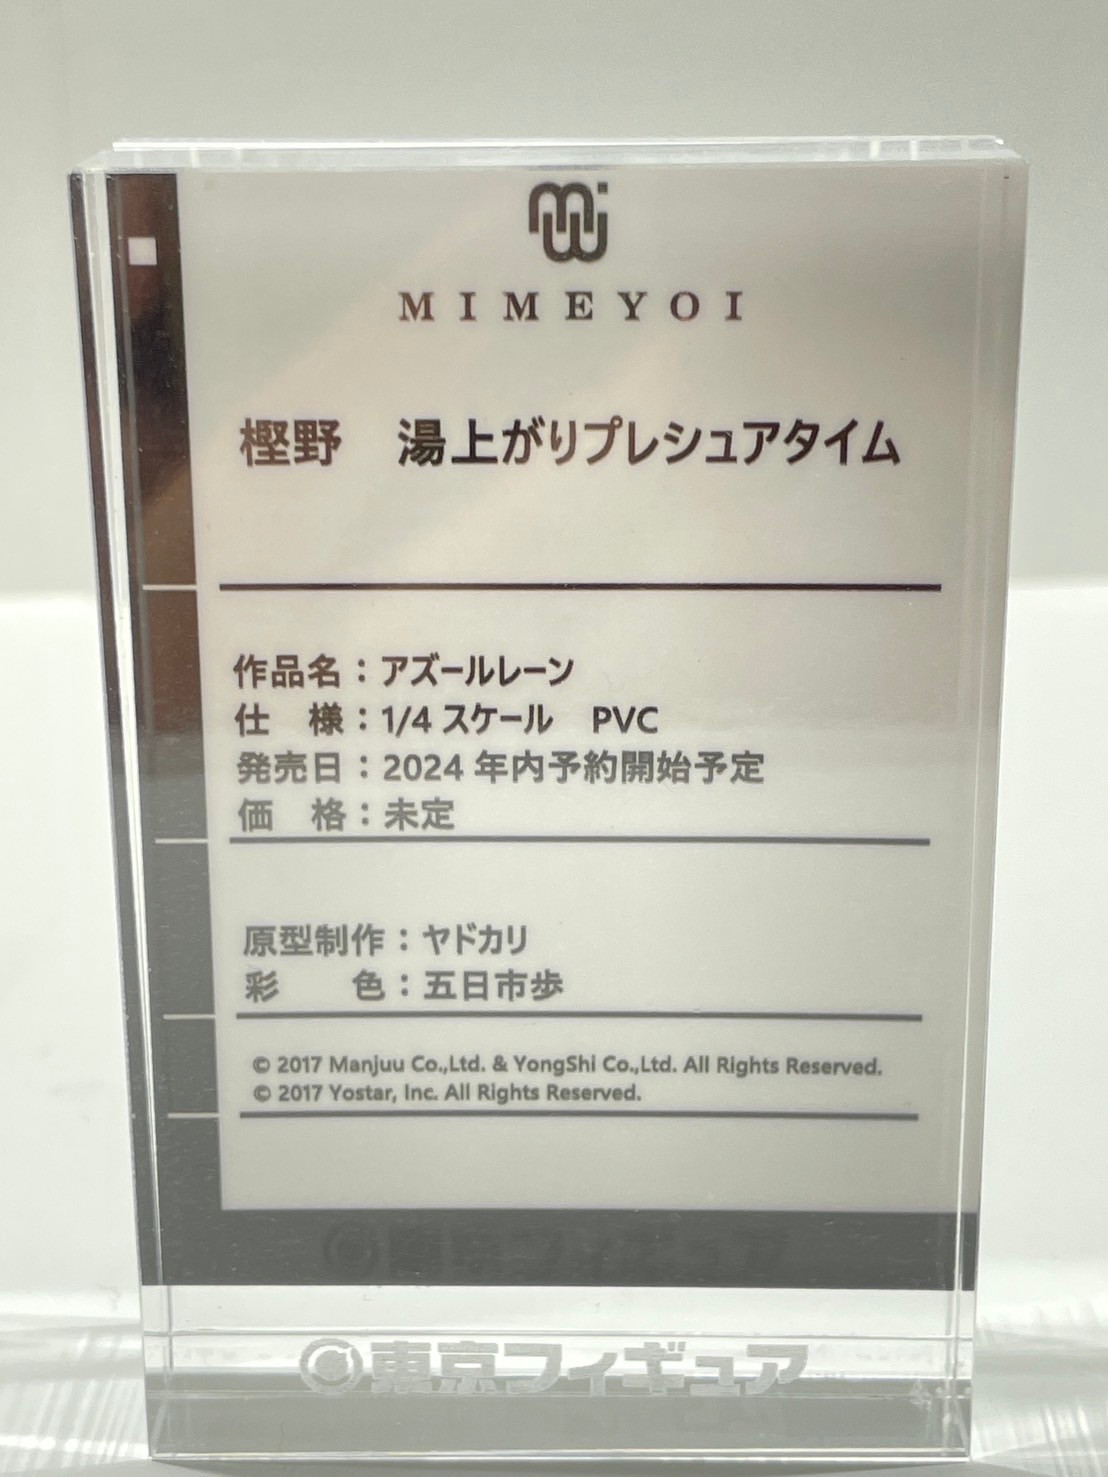 mwi
MIMEYOI
樫野　湯上がりプレシュアタイム
作品名：アズールレーン
仕　様：1/4 スケール　PVC
発売日：2024 年内予約開始予定
価　格：未定
原型制作：ヤドカリ
彩　　色：五日市歩
© 2017 Manjuu Co.,Ltd. & YongShi Co.,Ltd. All Rights Reserved.
© 2017 Yostar, Inc. All Rights Reserved.
東京フィギュア